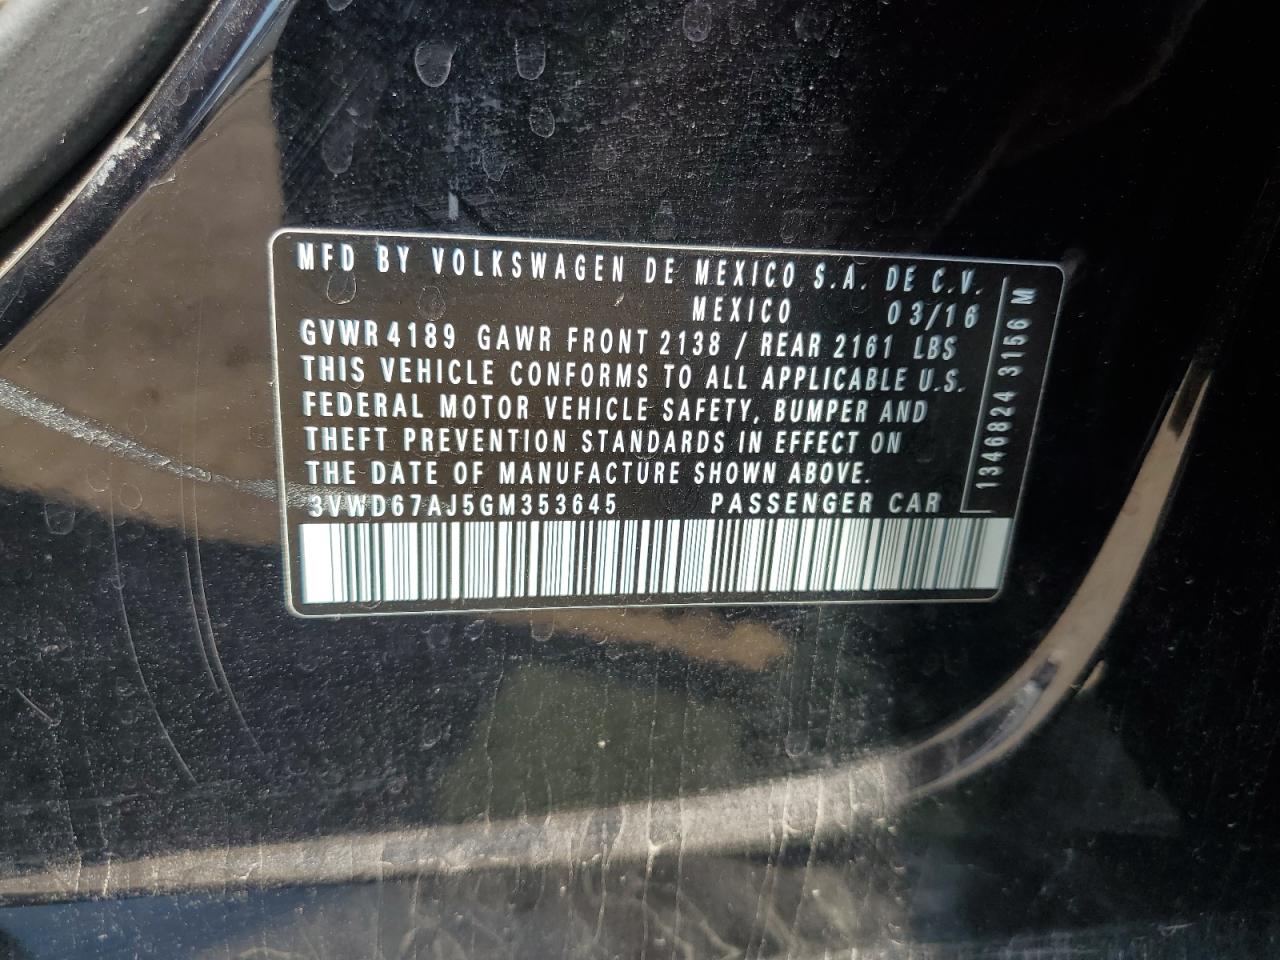 MFD BY VOLKSWAGEN DE MEXICO S.A. DE C.V.
MEXICO 03/16
GVWR 4189 GAWR FRONT 2138 / REAR 2161 LBS
THIS VEHICLE CONFORMS TO ALL APPLICABLE U.S.
FEDERAL MOTOR VEHICLE SAFETY, BUMPER AND
THEFT PREVENTION STANDARDS IN EFFECT ON
THE DATE OF MANUFACTURE SHOWN ABOVE.
3VWD67AJ5GM353645 PASSENGER CAR
1346824 3156 M